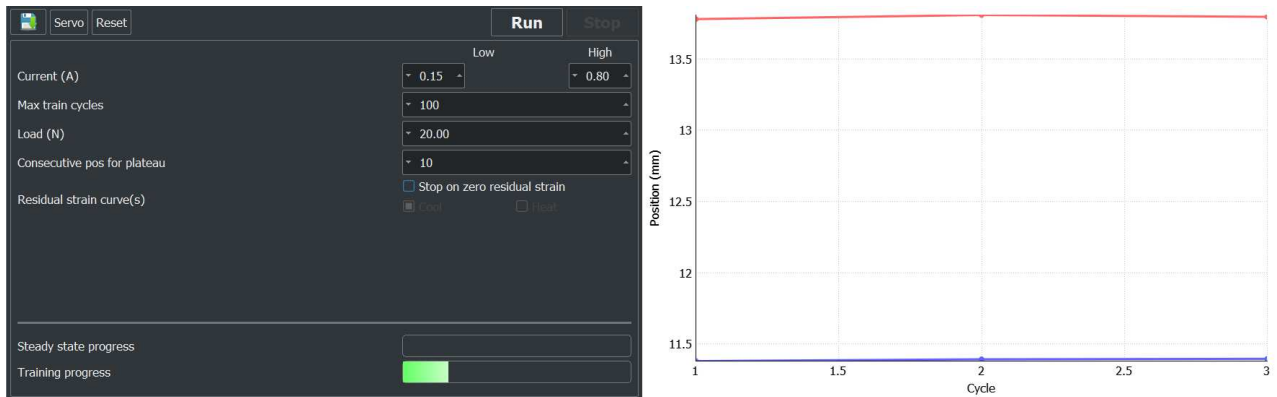 Servo Reset Run Stop
Low High
Current (A) 0.15 0.80
Max train cycles 100
Load (N) 20.00
Consecutive pos for plateau 10
Residual strain curve(s)
Stop on zero residual strain
Cool Heat
Steady state progress
Training progress
Position (mm)
13.5
13
12.5
12
11.5
1 1.5 2 2.5 3
Cycle